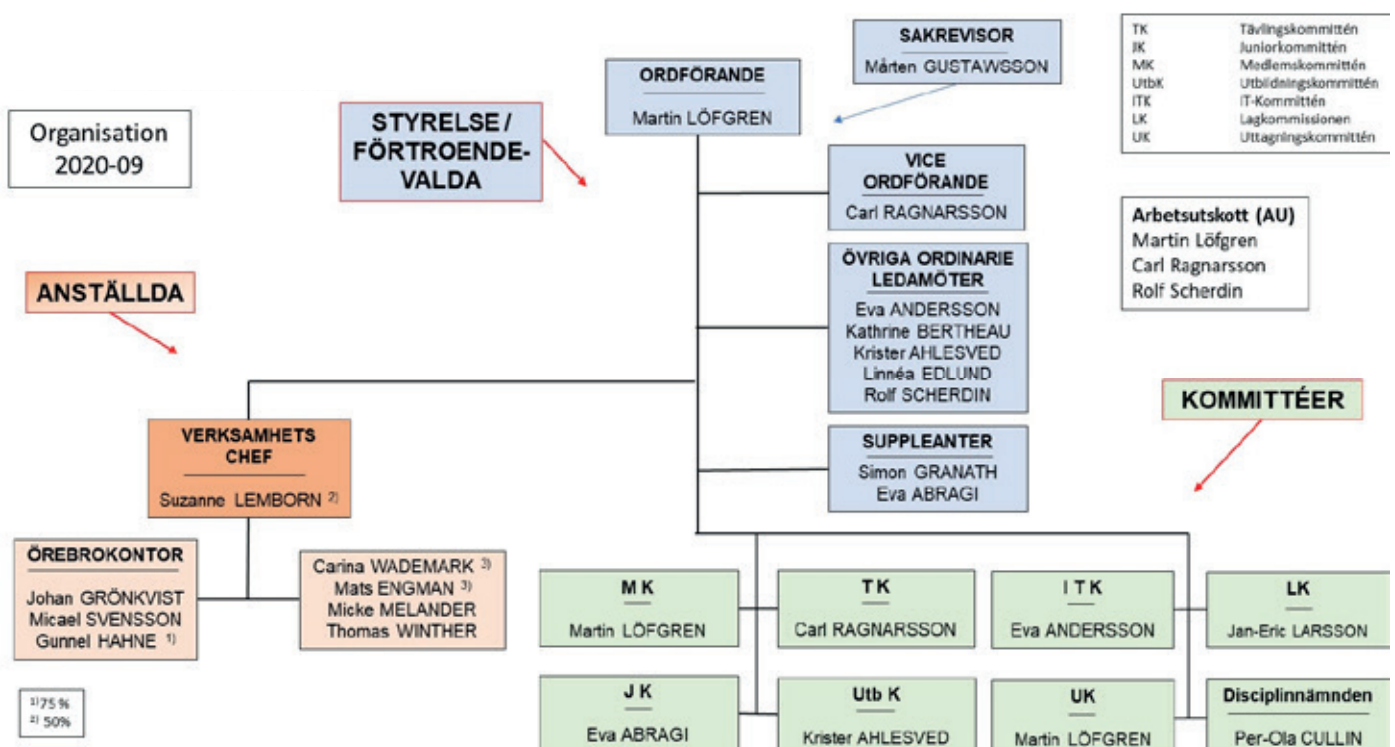 Organisation
2020-09
STYRELSE /
FÖRTROENDE-
VALDA
ORDFÖRANDE
Martin LÖFGREN
SAKREVISOR
Mårten GUSTAWSSON
TK Tävlingskommittén
JK Juniorkommittén
MK Medlemskommittén
UtbK Utbildningskommittén
ITK IT-Kommittén
LK Lagkommissionen
UK Uttagningskommittén
VICE
ORDFÖRANDE
Carl RAGNARSSON
Arbetsutskott (AU)
Martin Löfgren
Carl Ragnarsson
Rolf Scherdin
ÖVRIGA ORDINARIE
LEDAMÖTER
Eva ANDERSSON
Kathrine BERTHEAU
Krister AHLESVED
Linnéa EDLUND
Rolf SCHERDIN
ANSTÄLLDA
KOMMITTÉER
VERKSAMHETS
CHEF
Suzanne LEMBORN 2)
SUPPLEANTER
Simon GRANATH
Eva ABRAGI
ÖREBROKONTOR
Johan GRÖNKVIST
Micael SVENSSON
Gunnel HAHNE 1)
Carina WADEMARK 3)
Mats ENGMAN 3)
Micke MELANDER
Thomas WINTHER
M K
Martin LÖFGREN
T K
Carl RAGNARSSON
I T K
Eva ANDERSSON
LK
Jan-Eric LARSSON
J K
Eva ABRAGI
Utb K
Krister AHLESVED
UK
Martin LÖFGREN
Disciplinnämnden
Per-Ola CULLIN
1) 75 %
2) 50%